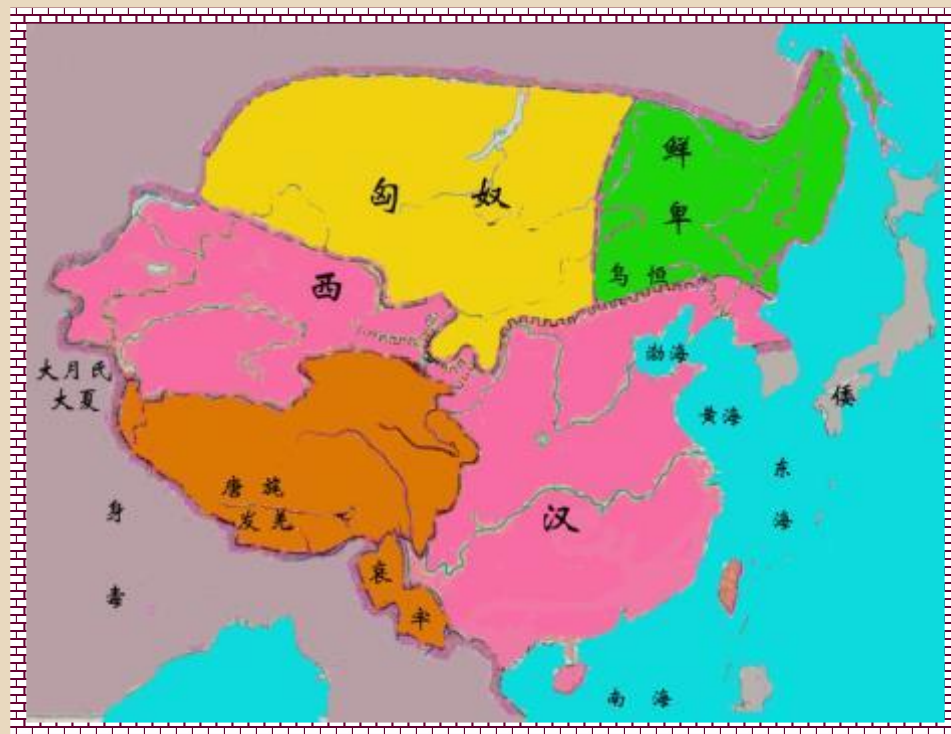 鲜
卑
匈 奴
乌 恒
西
渤海
大月氏
大夏
倭
黄海
东
海
唐 旄
发 羌
身
毒
汉
哀
牢
南 海